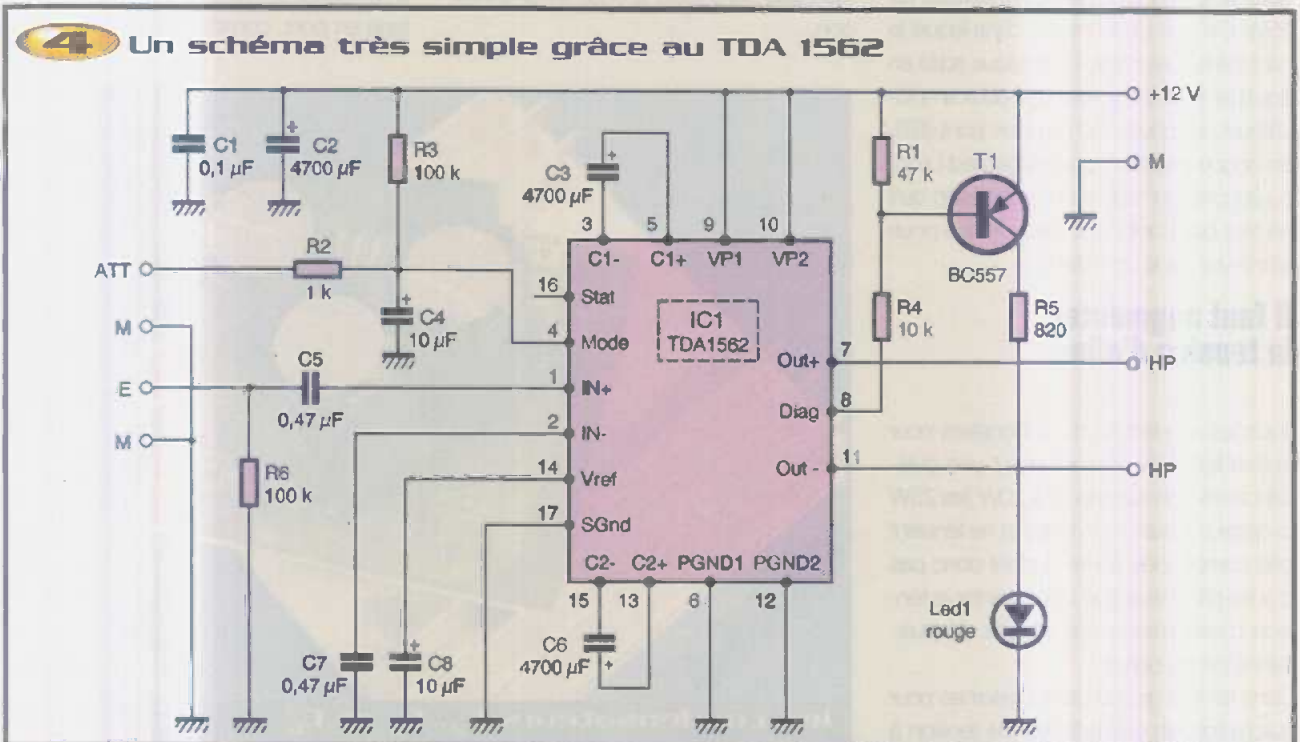 4 Un schéma très simple grâce au TDA 1562
+12 V
C1
0,1 µF
C2
+
4700 µF
R3
100 k
C3
+
4700 µF
R1
47 k
T1
BC557
M
3
5
9
10
C1-
C1+
VP1
VP2
ATT
R2
1 k
16
Stat
C4
+
10 µF
4
Mode
IC1
TDA1562
R4
10 k
R5
820
M
Out+
7
HP
E
C5
0,47 µF
1
IN+
Diag
8
2
IN-
M
R6
100 k
14
Vref
Out -
11
HP
17
SGnd
C2-
C2+
PGND1
PGND2
15
13
6
12
Led1
rouge
C7
0,47 µF
C8
+
10 µF
C6
4700 µF
+